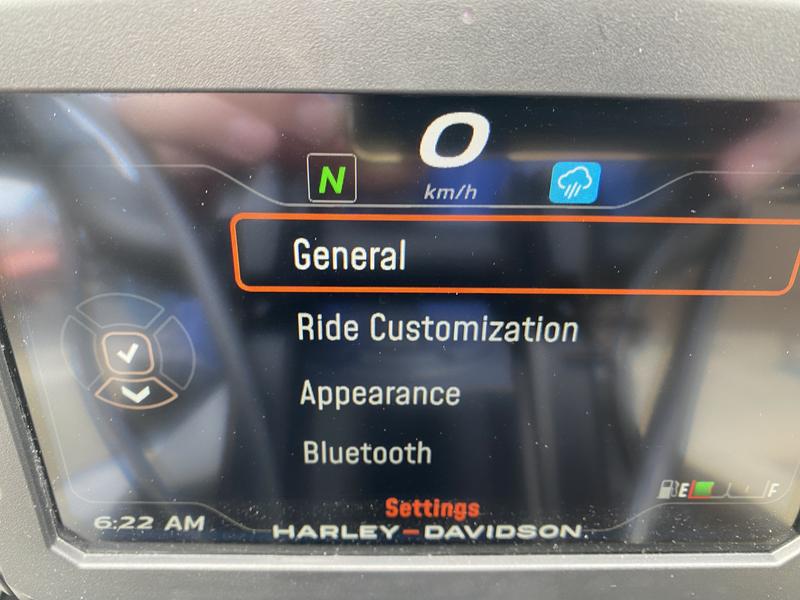 0
N
km/h
General
Ride Customization
Appearance
Bluetooth
E F
Settings
6:22 AM
HARLEY-DAVIDSON